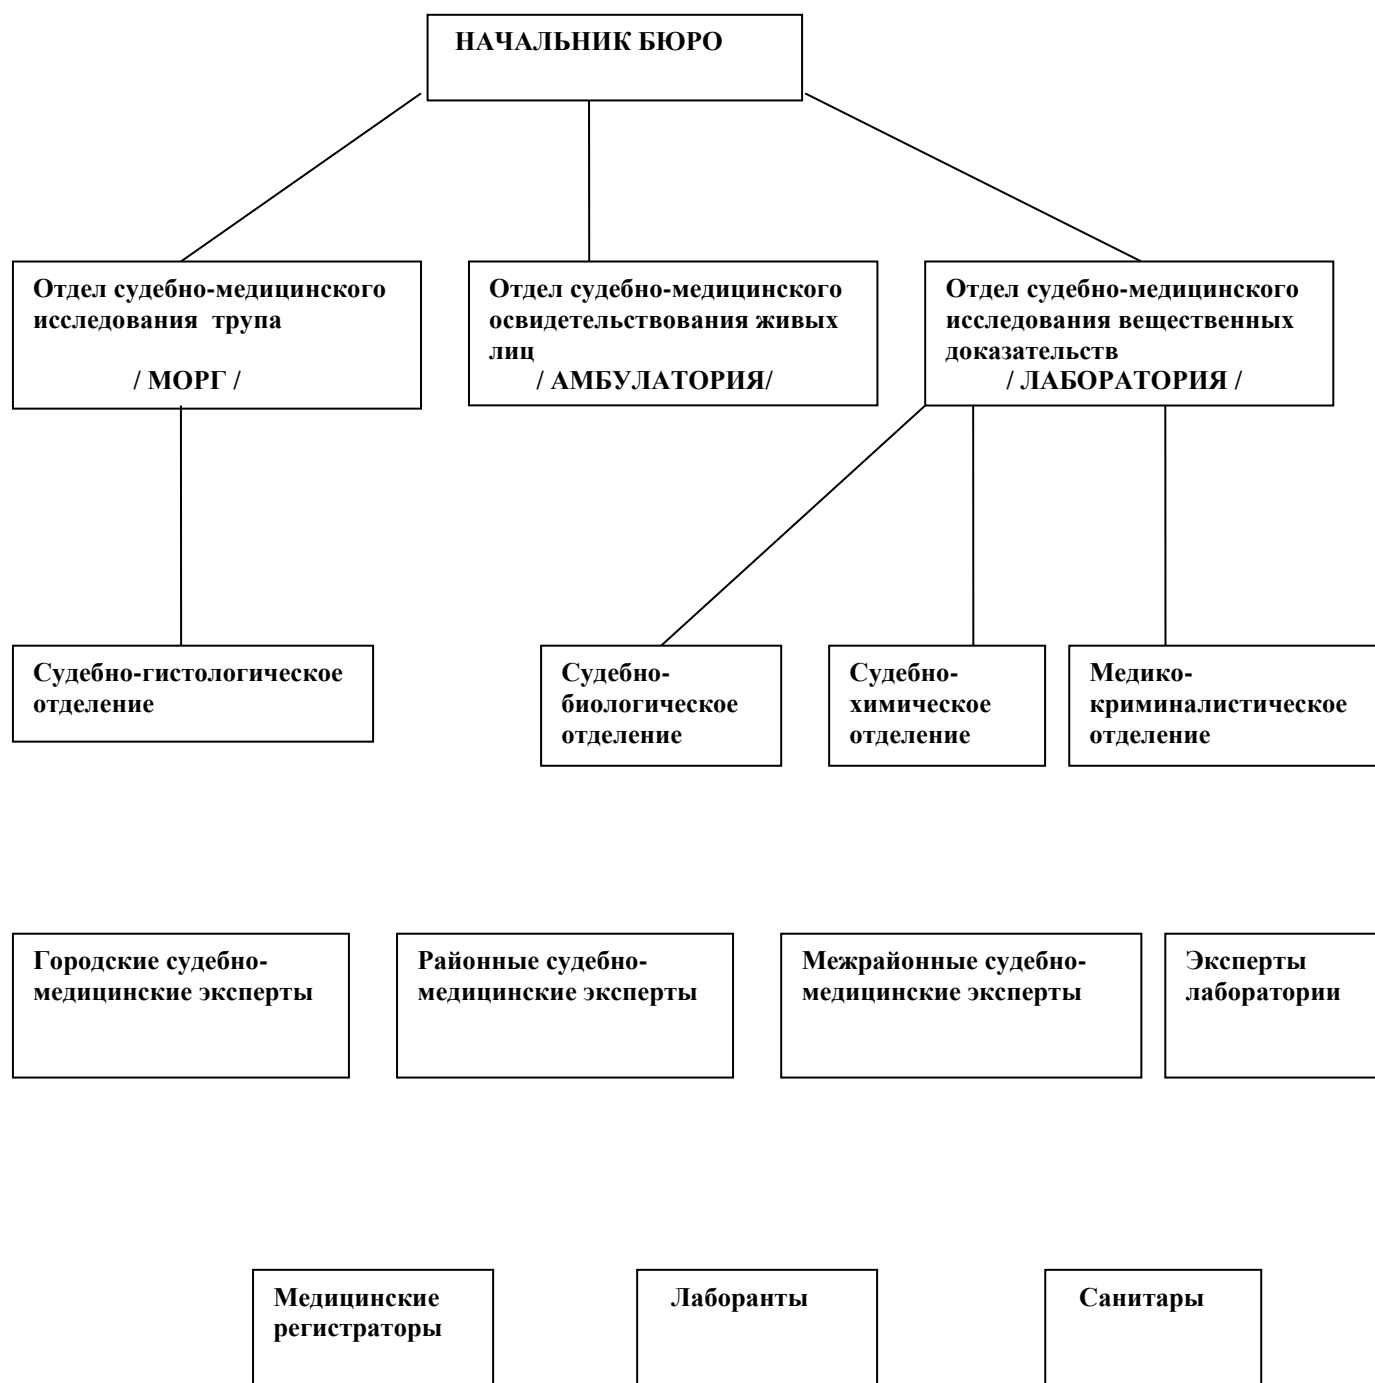 НАЧАЛЬНИК БЮРО
Отдел судебно-медицинского
исследования трупа
/ МОРГ /
Отдел судебно-медицинского
освидетельствования живых
лиц
/ АМБУЛАТОРИЯ/
Отдел судебно-медицинского
исследования вещественных
доказательств
/ ЛАБОРАТОРИЯ /
Судебно-гистологическое
отделение
Судебно-
биологическое
отделение
Судебно-
химическое
отделение
Медико-
криминалистическое
отделение
Городские судебно-
медицинские эксперты
Районные судебно-
медицинские эксперты
Межрайонные судебно-
медицинские эксперты
Эксперты
лаборатории
Медицинские
регистраторы
Лаборанты
Санитары